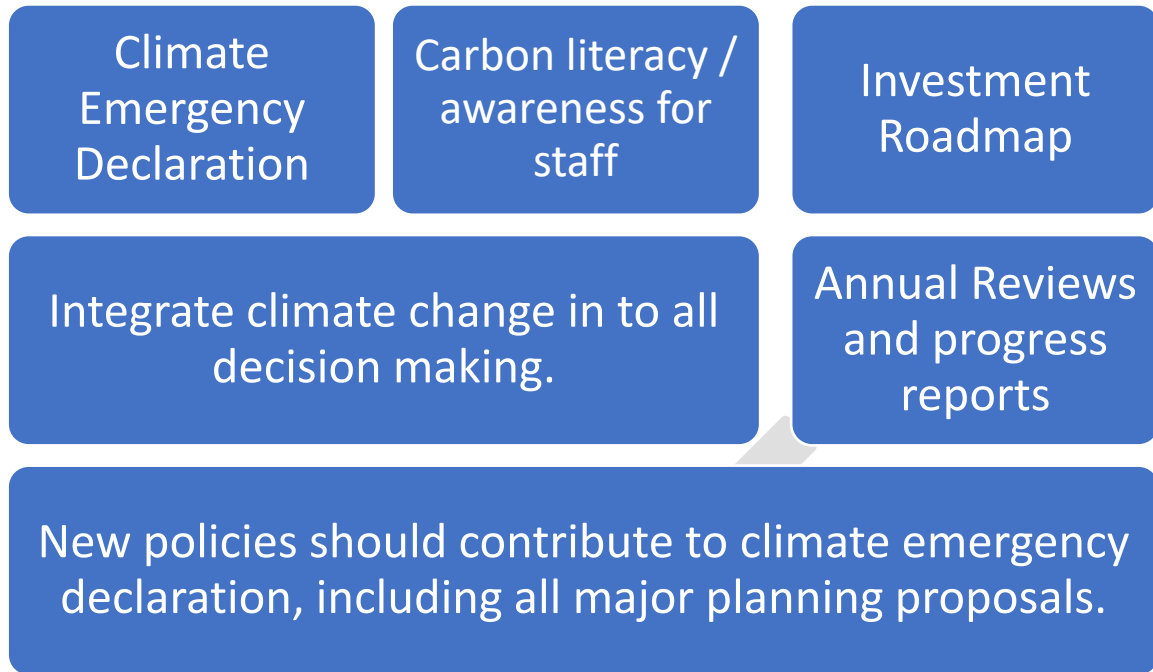 Climate
Emergency
Declaration
Carbon literacy /
awareness for
staff
Investment
Roadmap
Integrate climate change in to all
decision making.
Annual Reviews
and progress
reports
New policies should contribute to climate emergency
declaration, including all major planning proposals.